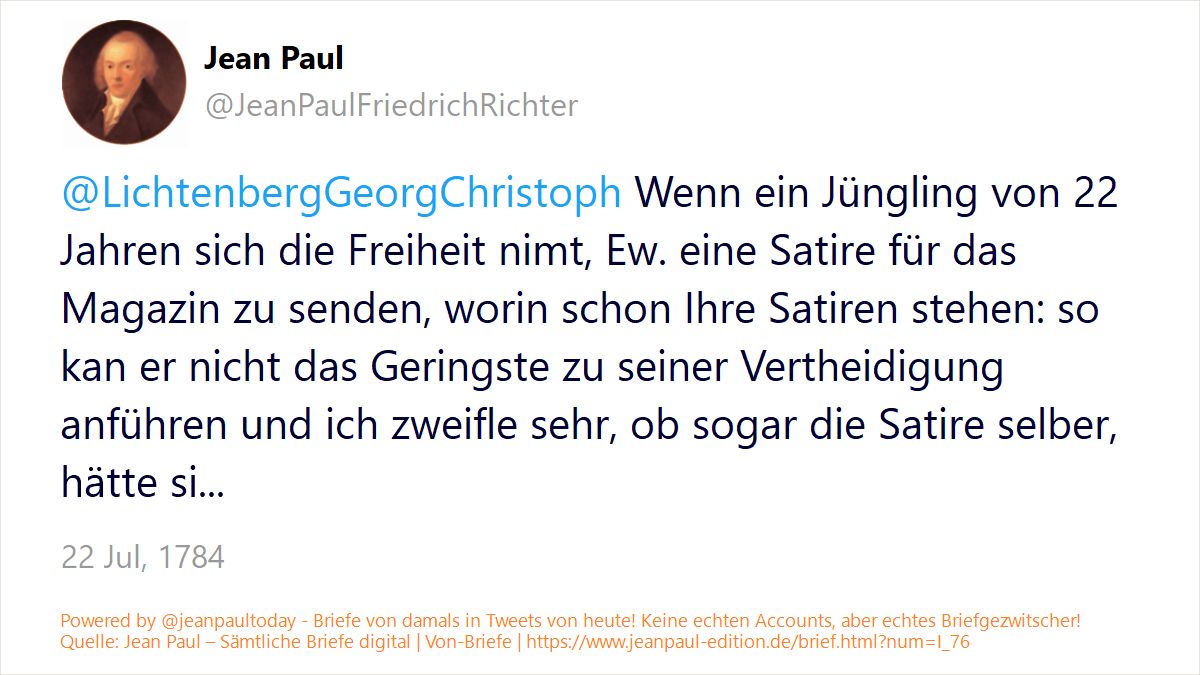 Jean Paul
@JeanPaulFriedrichRichter
@LichtenbergGeorgChristoph Wenn ein Jüngling von 22
Jahren sich die Freiheit nimt, Ew. eine Satire für das
Magazin zu senden, worin schon Ihre Satiren stehen: so
kan er nicht das Geringste zu seiner Vertheidigung
anführen und ich zweifle sehr, ob sogar die Satire selber,
hätte si...
22 Jul, 1784
Powered by @jeanpaultoday - Briefe von damals in Tweets von heute! Keine echten Accounts, aber echtes Briefgezwitscher!
Quelle: Jean Paul – Sämtliche Briefe digital | Von-Briefe | https://www.jeanpaul-edition.de/brief.html?num=I_76